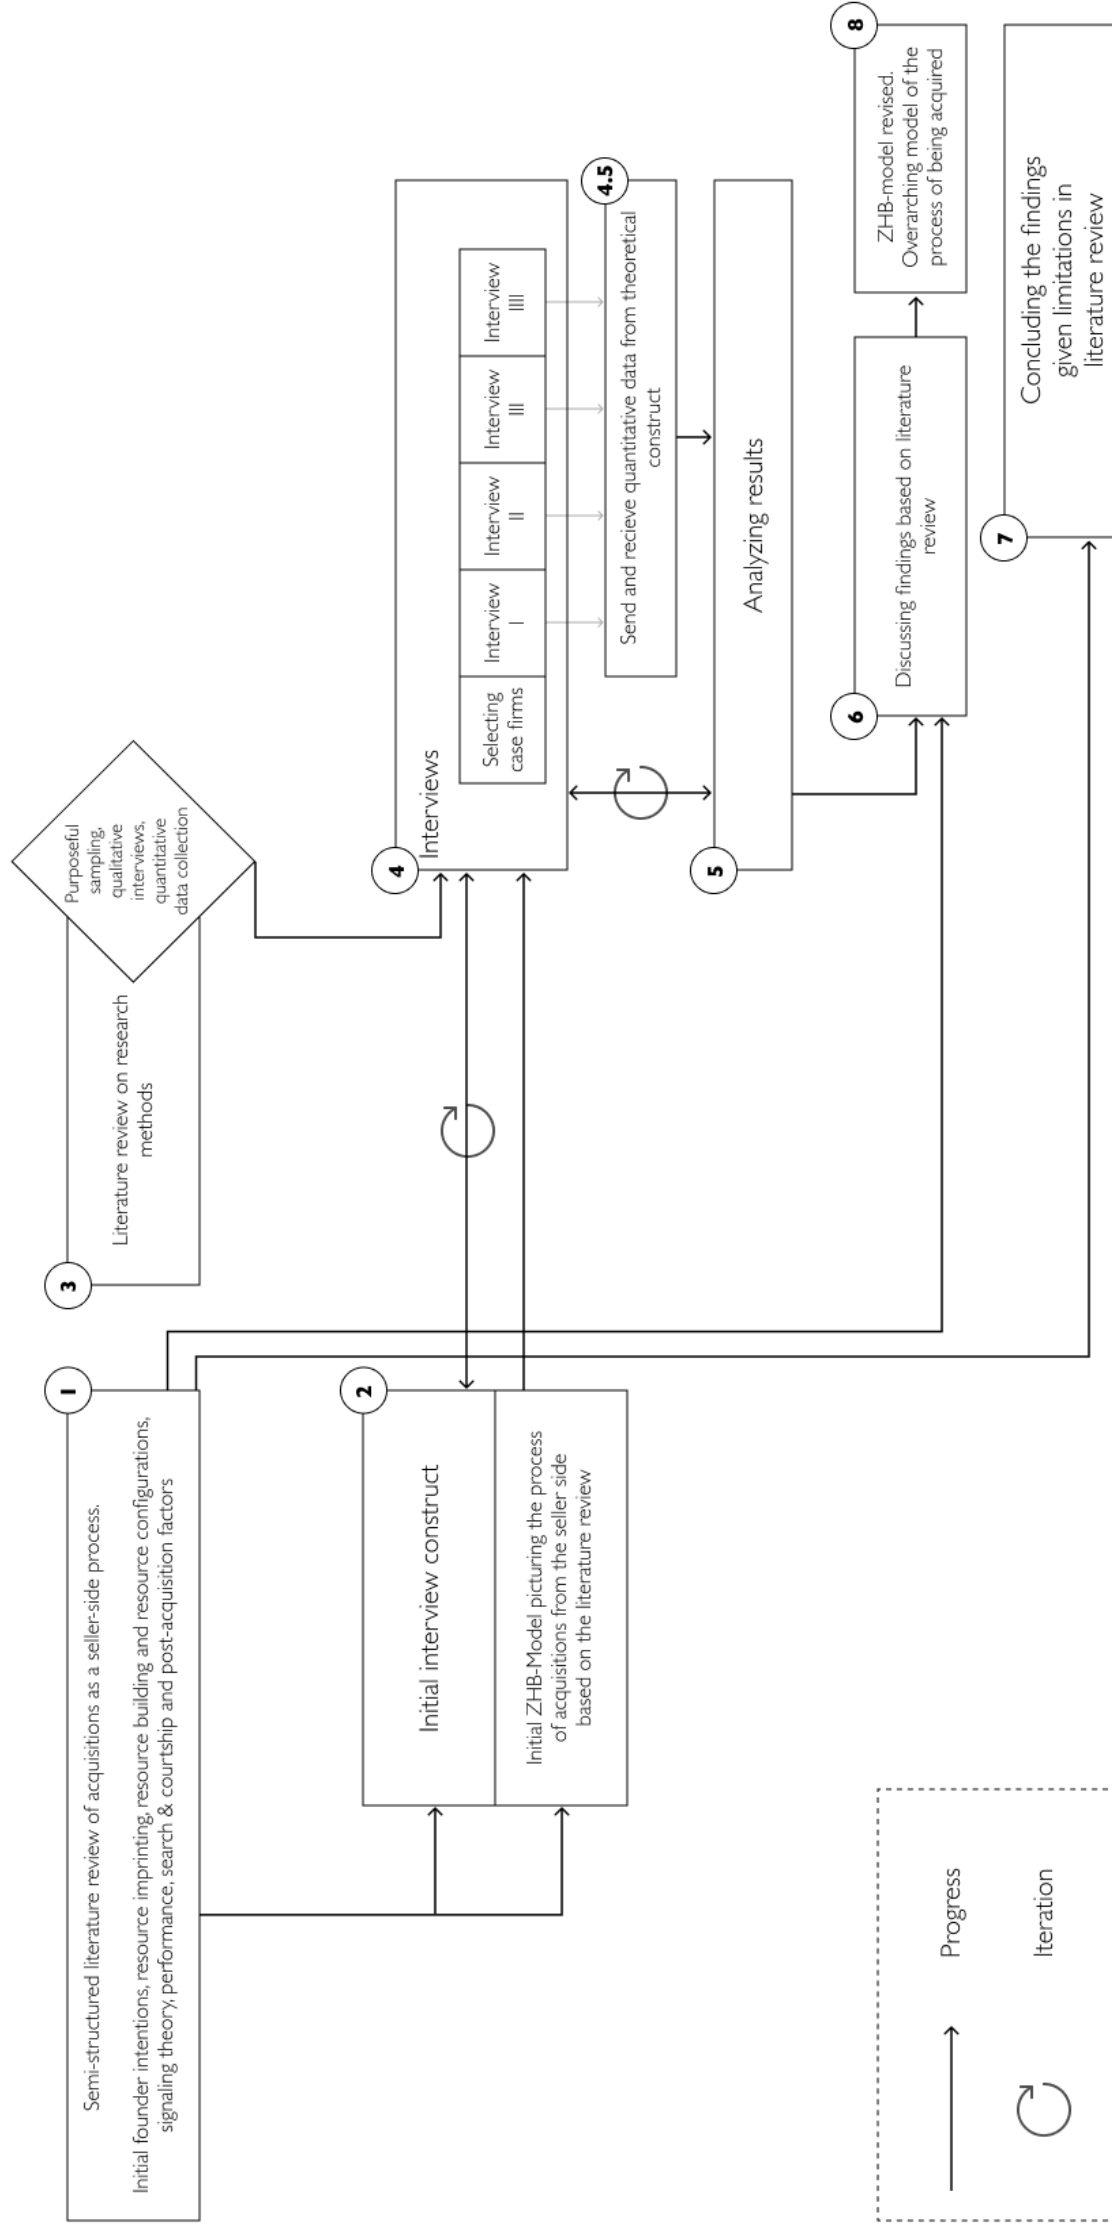 1
Semi-structured literature review of acquisitions as a seller-side process.
Initial founder intentions, resource imprinting, resource building and resource configurations,
signaling theory, performance, search & courtship and post-acquisition factors
3
Literature review on research
methods
Purposeful
sampling,
qualitative
interviews,
quantitative
data collection
2
Initial interview construct
Initial ZHB-Model picturing the process
of acquisitions from the seller side
based on the literature review
4
Interviews
Selecting
case firms
Interview
I
Interview
II
Interview
III
Interview
IIII
4.5
Send and recieve quantitative data from theoretical
construct
5
Analyzing results
6
Discussing findings based on literature
review
8
ZHB-model revised.
Overarching model of the
process of being acquired
7
Concluding the findings
given limitations in
literature review
Progress
Iteration